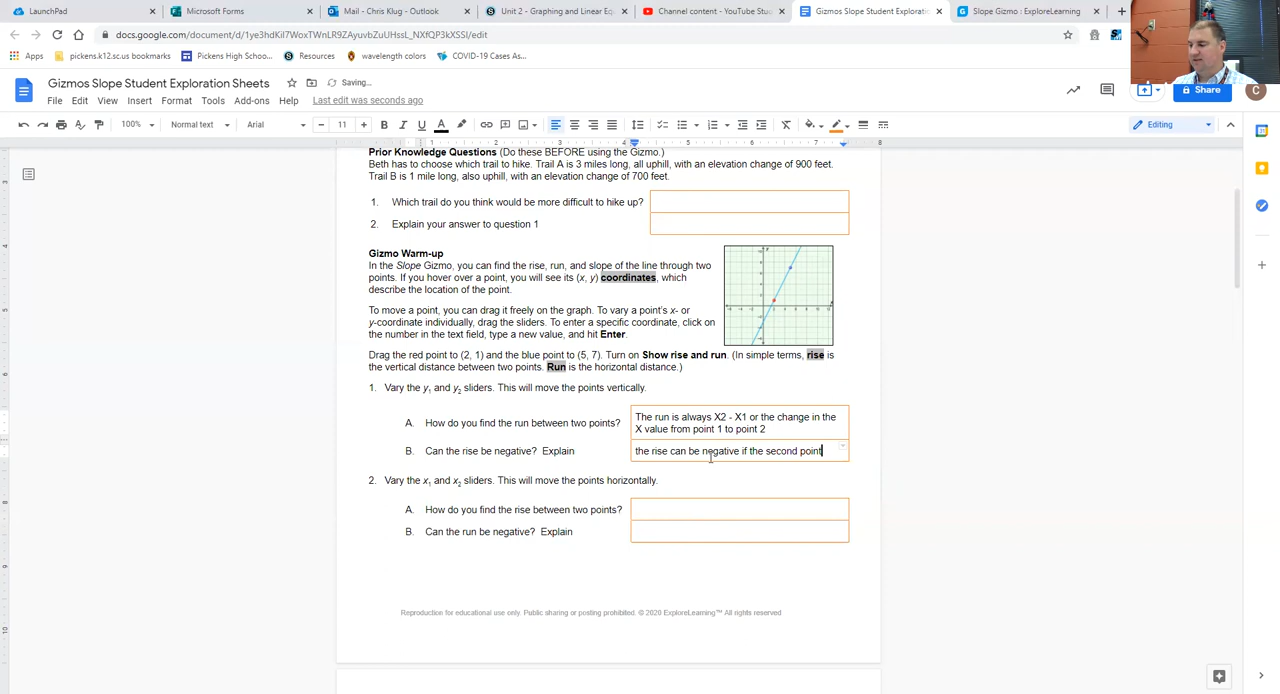 LaunchPad
Microsoft Forms
Mail - Chris Klug - Outlook
Unit 2 - Graphing and Linear Eq
Channel content - YouTube Stu
Gizmos Slope Student Exploratio
Slope Gizmo : ExploreLearning
docs.google.com/document/d/1ye3hdKiI7WoxTWnLR9ZAyuvbZuUHssL_NXfQP3kXSSI/edit
Apps pickens.k12.sc.us bookmarks Pickens High Schoo... Resources wavelength colors COVID-19 Cases As...
Gizmos Slope Student Exploration Sheets Saving...
File Edit View Insert Format Tools Add-ons Help Last edit was seconds ago
Share
C
100% Normal text Arial 11 Editing
Prior Knowledge Questions (Do these BEFORE using the Gizmo.)
Beth has to choose which trail to hike. Trail A is 3 miles long, all uphill, with an elevation change of 900 feet.
Trail B is 1 mile long, also uphill, with an elevation change of 700 feet.
1. Which trail do you think would be more difficult to hike up?
2. Explain your answer to question 1
Gizmo Warm-up
In the Slope Gizmo, you can find the rise, run, and slope of the line through two
points. If you hover over a point, you will see its (x, y) coordinates, which
describe the location of the point.
To move a point, you can drag it freely on the graph. To vary a point's x- or
y-coordinate individually, drag the sliders. To enter a specific coordinate, click on
the number in the text field, type a new value, and hit Enter.
Drag the red point to (2, 1) and the blue point to (5, 7). Turn on Show rise and run. (In simple terms, rise is
the vertical distance between two points. Run is the horizontal distance.)
1. Vary the y1 and y2 sliders. This will move the points vertically.
A. How do you find the run between two points?
The run is always X2 - X1 or the change in the
X value from point 1 to point 2
B. Can the rise be negative? Explain
the rise can be negative if the second point
2. Vary the x1 and x2 sliders. This will move the points horizontally.
A. How do you find the rise between two points?
B. Can the run be negative? Explain
Reproduction for educational use only. Public sharing or posting prohibited. © 2020 ExploreLearning™ All rights reserved